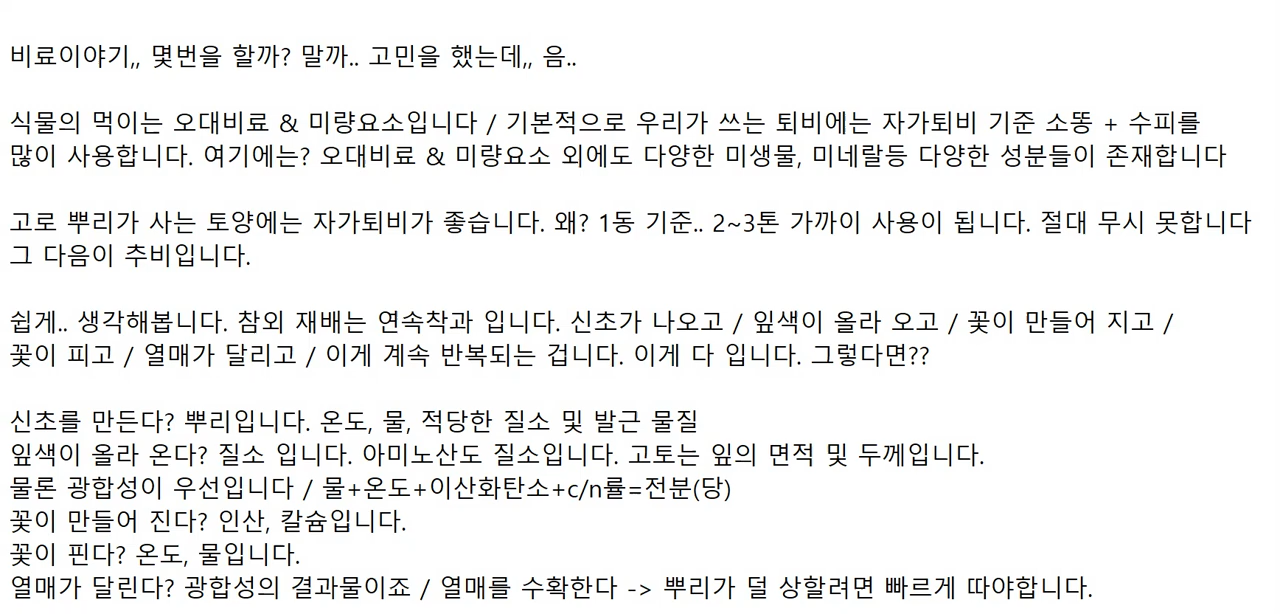 비료이야기,, 몇번을 할까? 말까.. 고민을 했는데,, 음..
식물의 먹이는 오대비료 & 미량요소입니다 / 기본적으로 우리가 쓰는 퇴비에는 자가퇴비 기준 소똥 + 수피를
많이 사용합니다. 여기에는? 오대비료 & 미량요소 외에도 다양한 미생물, 미네랄등 다양한 성분들이 존재합니다
고로 뿌리가 사는 토양에는 자가퇴비가 좋습니다. 왜? 1동 기준.. 2~3톤 가까이 사용이 됩니다. 절대 무시 못합니다
그 다음이 추비입니다.
쉽게.. 생각해봅니다. 참외 재배는 연속착과 입니다. 신초가 나오고 / 잎색이 올라 오고 / 꽃이 만들어 지고 /
꽃이 피고 / 열매가 달리고 / 이게 계속 반복되는 겁니다. 이게 다 입니다. 그렇다면??
신초를 만든다? 뿌리입니다. 온도, 물, 적당한 질소 및 발근 물질
잎색이 올라 온다? 질소 입니다. 아미노산도 질소입니다. 고토는 잎의 면적 및 두께입니다.
물론 광합성이 우선입니다 / 물+온도+이산화탄소+c/n률=전분(당)
꽃이 만들어 진다? 인산, 칼슘입니다.
꽃이 핀다? 온도, 물입니다.
열매가 달린다? 광합성의 결과물이죠 / 열매를 수확한다 -> 뿌리가 덜 상할려면 빠르게 따야합니다.